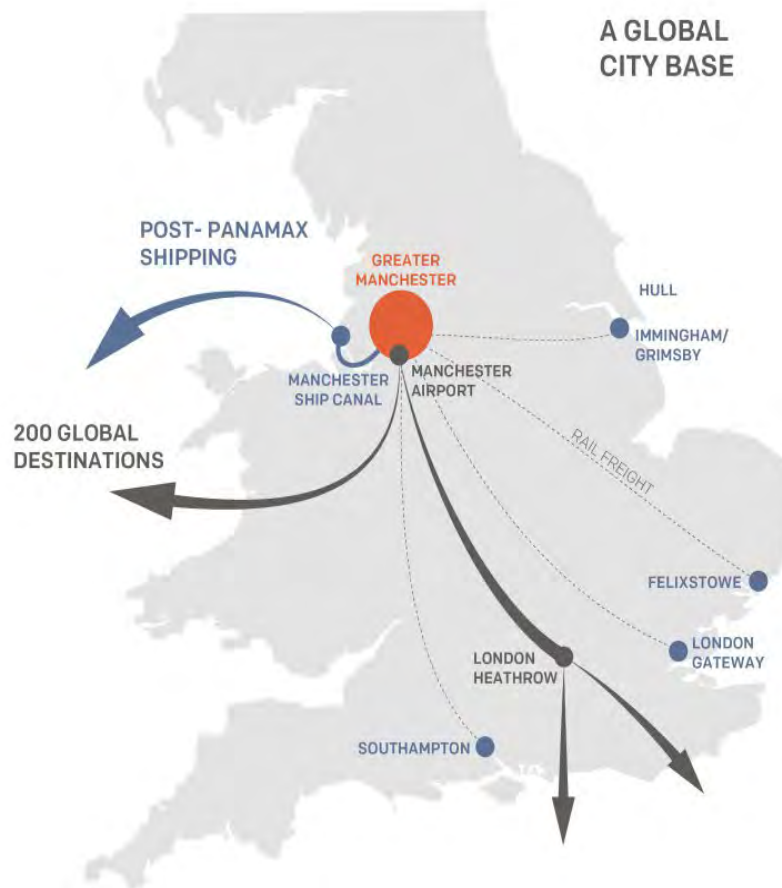 A GLOBAL
CITY BASE
POST- PANAMAX
SHIPPING
GREATER
MANCHESTER
HULL
IMMINGHAM/
GRIMSBY
MANCHESTER
SHIP CANAL
MANCHESTER
AIRPORT
200 GLOBAL
DESTINATIONS
RAIL FREIGHT
FELIXSTOWE
LONDON
GATEWAY
LONDON
HEATHROW
SOUTHAMPTON